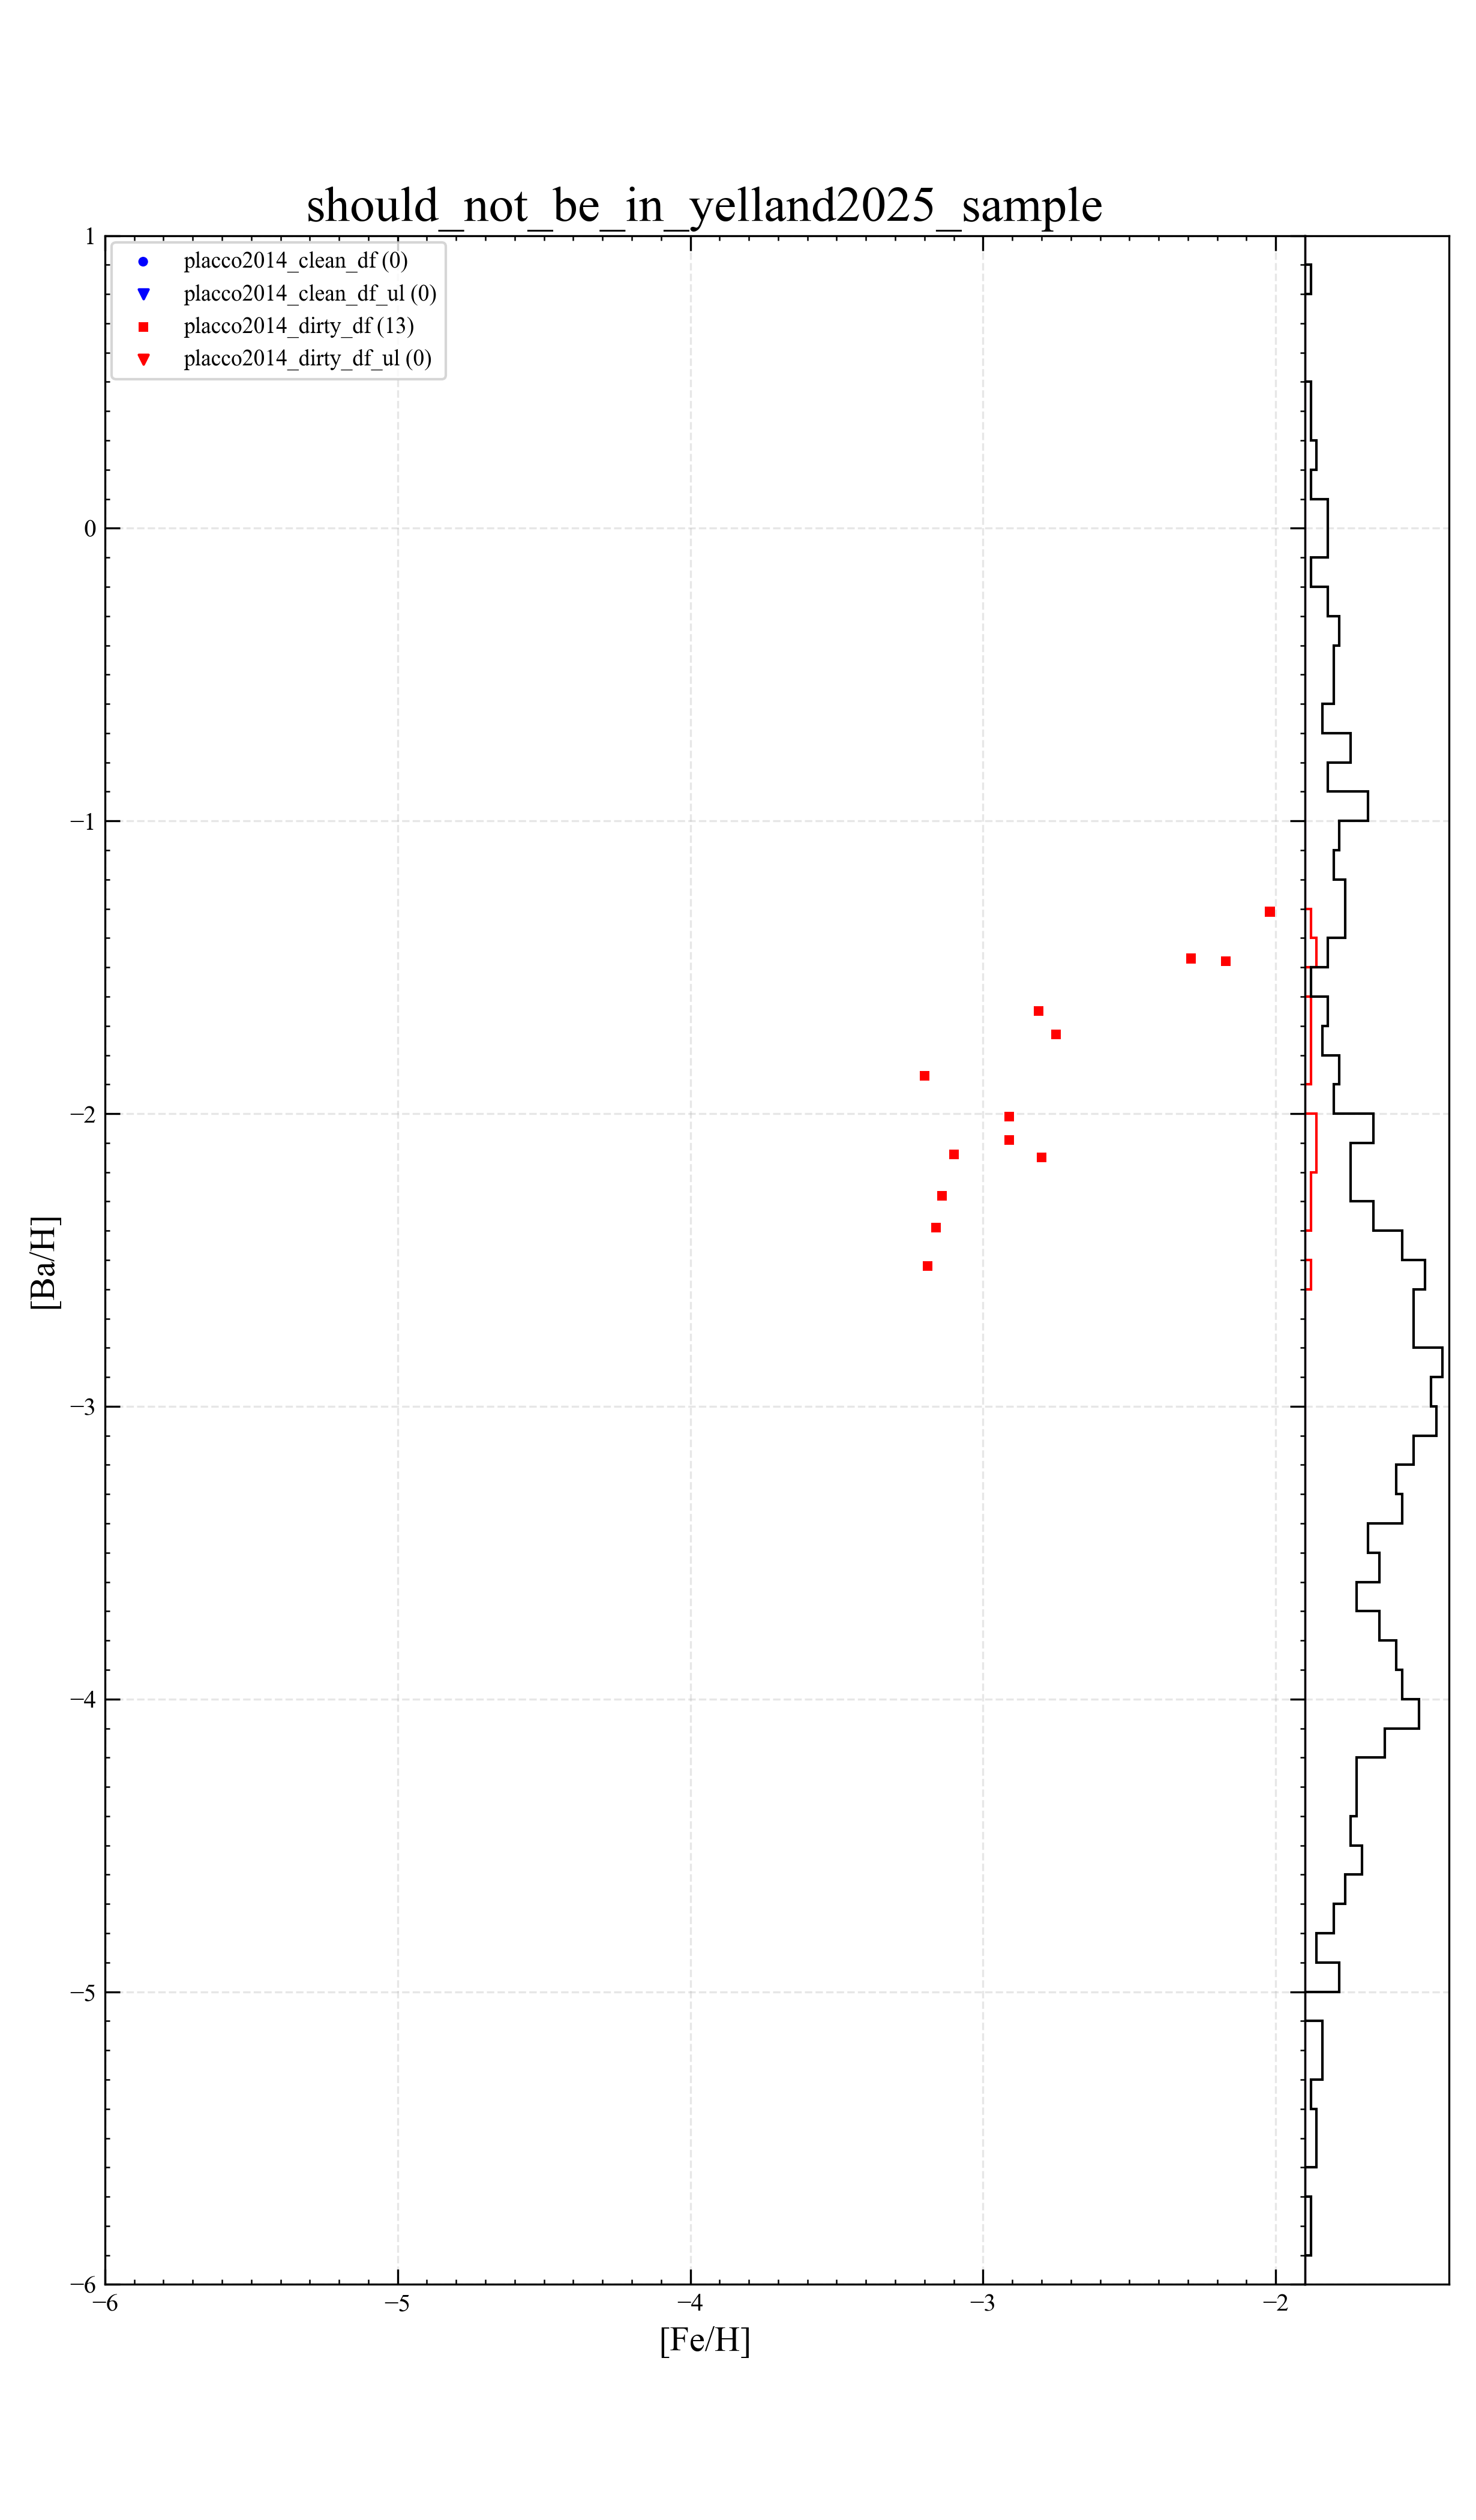 should_not_be_in_yelland2025_sample
placco2014_clean_df (0)
placco2014_clean_df_ul (0)
placco2014_dirty_df (13)
placco2014_dirty_df_ul (0)
1
0
−1
−2
−3
−4
−5
−6
[Ba/H]
−6 −5 −4 −3 −2
[Fe/H]